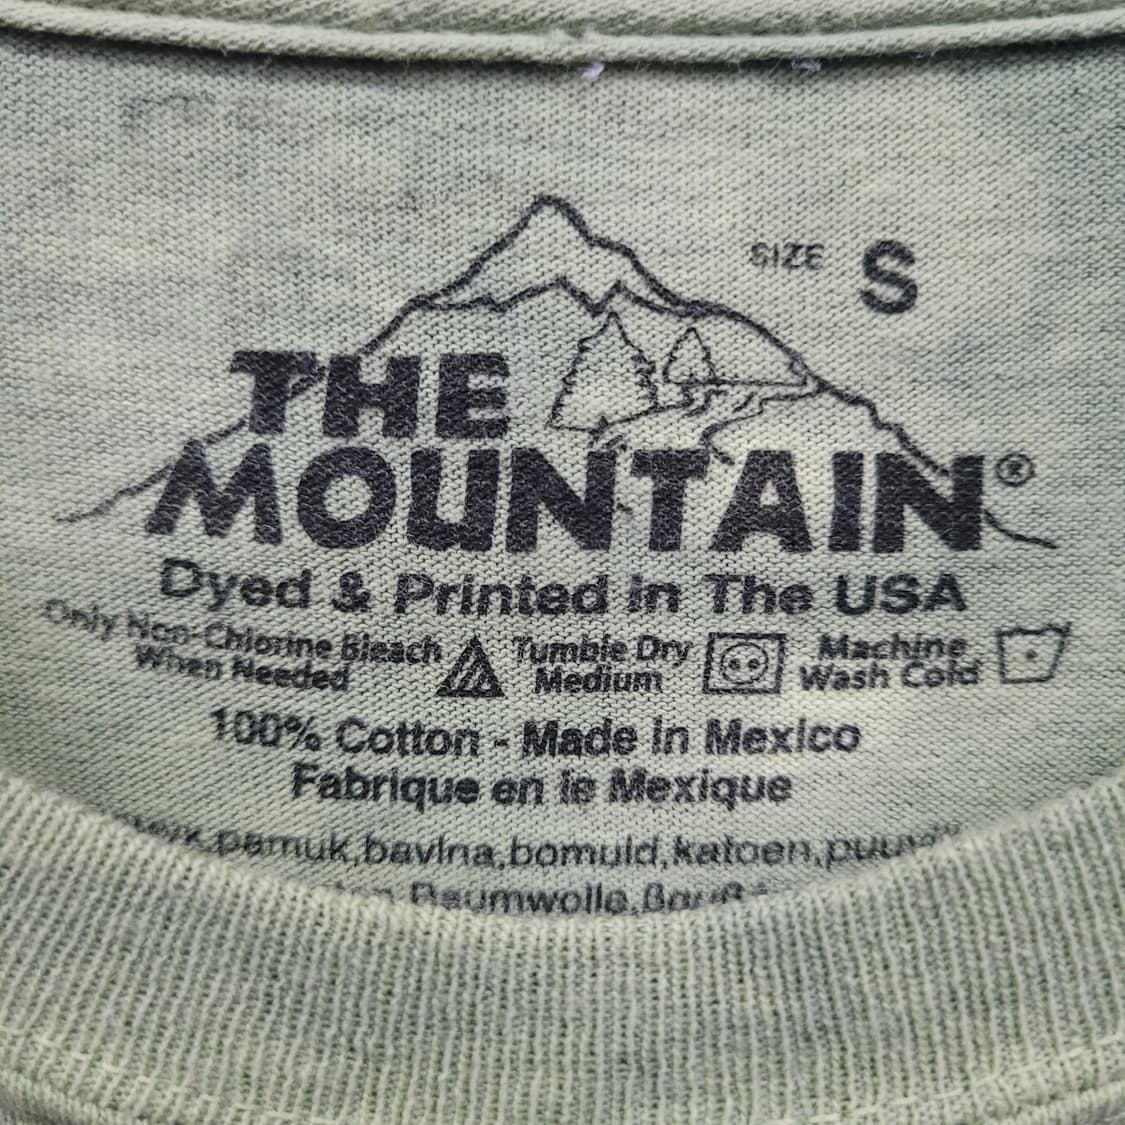 SIZE S
THE
MOUNTAIN®
Dyed & Printed in The USA
Only Non-Chlorine Bleach
When Needed
Tumble Dry
Medium
Machine
Wash Cold
100% Cotton - Made in Mexico
Fabrique en le Mexique
pamuk,bavlna,bomuld,katoen,
Baumwolle,